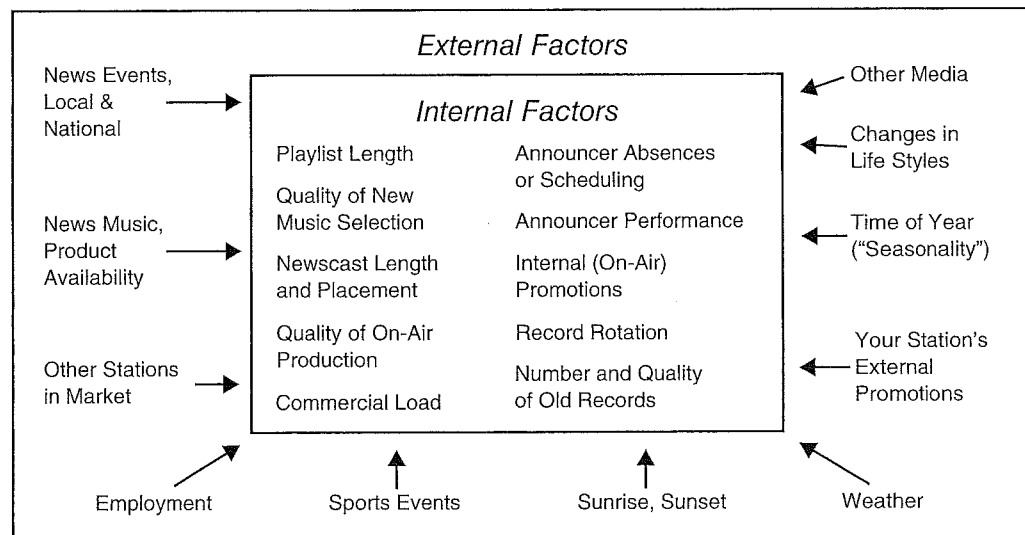 External Factors
News Events,
Local &
National
News Music,
Product
Availability
Other Stations
in Market
Internal Factors
Playlist Length
Quality of New
Music Selection
Newscast Length
and Placement
Quality of On-Air
Production
Commercial Load
Announcer Absences
or Scheduling
Announcer Performance
Internal (On-Air)
Promotions
Record Rotation
Number and Quality
of Old Records
Other Media
Changes in
Life Styles
Time of Year
(“Seasonality”)
Your Station’s
External
Promotions
Employment
Sports Events
Sunrise, Sunset
Weather